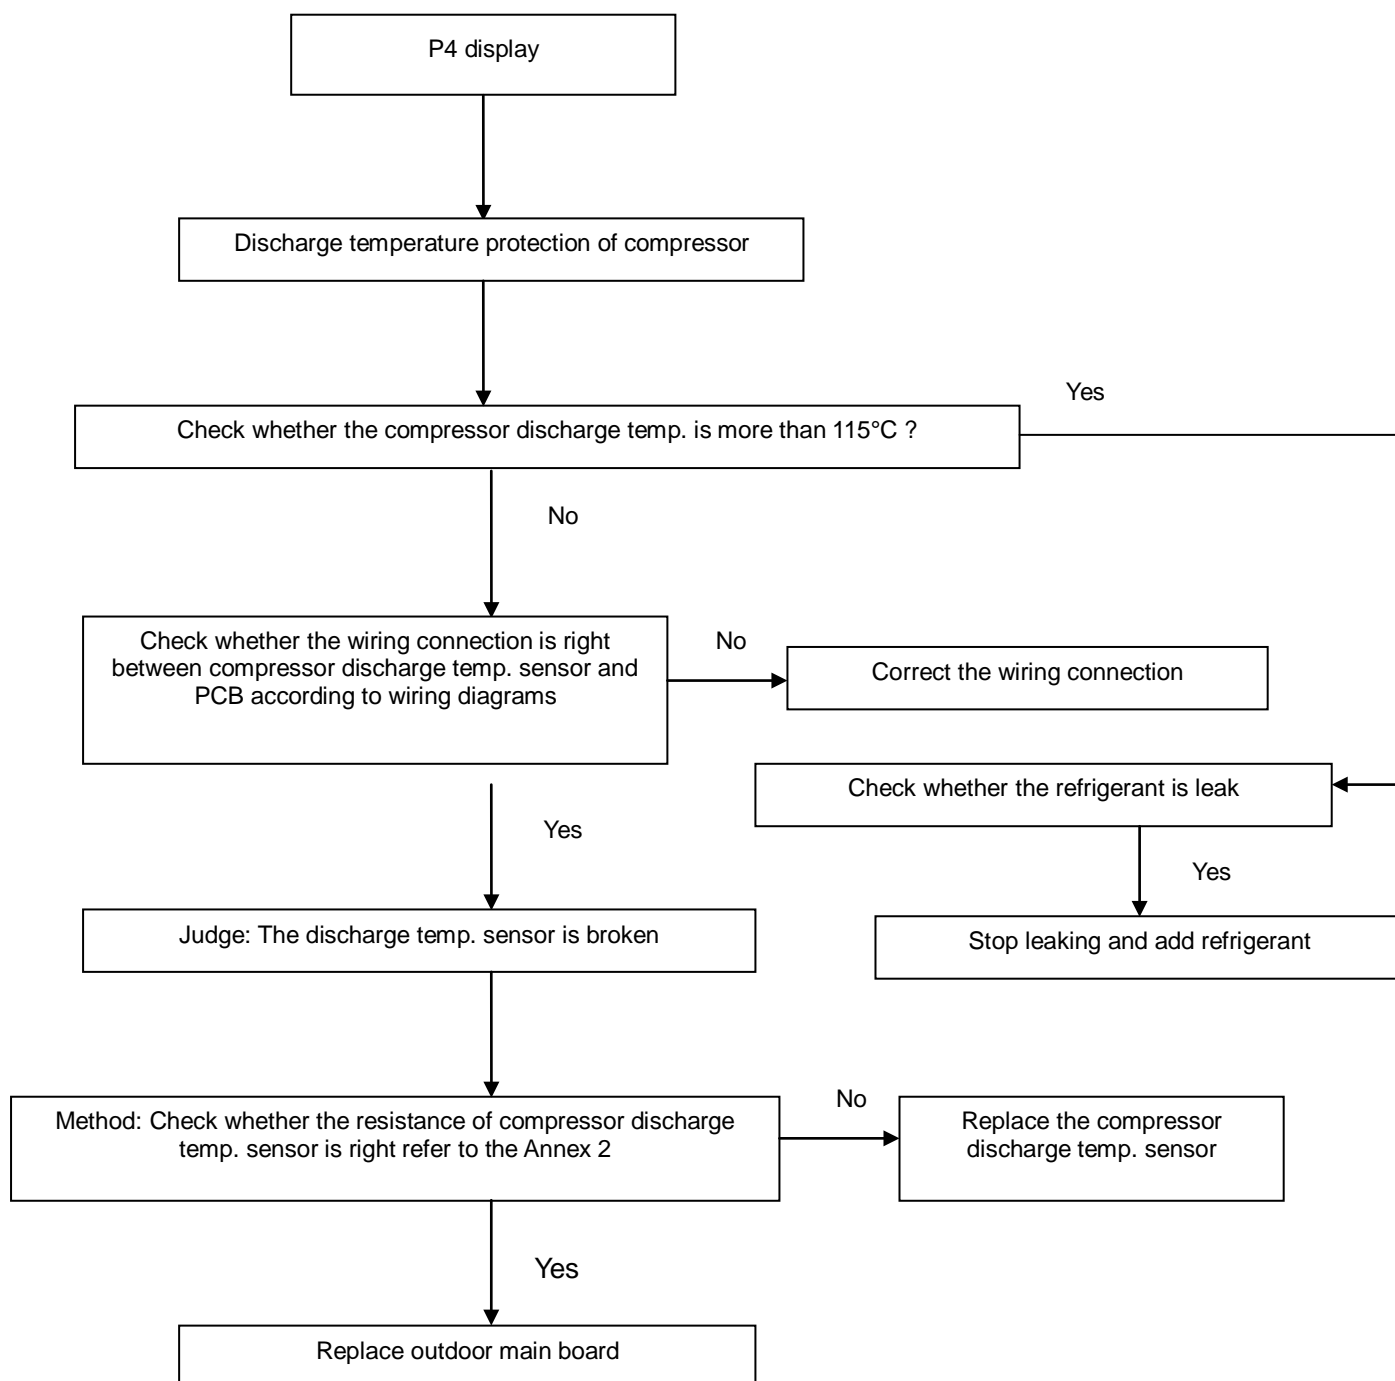 P4 display
Discharge temperature protection of compressor
Yes
Check whether the compressor discharge temp. is more than 115°C ?
No
Check whether the wiring connection is right
between compressor discharge temp. sensor and
PCB according to wiring diagrams
No
Correct the wiring connection
Check whether the refrigerant is leak
Yes
Yes
Stop leaking and add refrigerant
Judge: The discharge temp. sensor is broken
Method: Check whether the resistance of compressor discharge
temp. sensor is right refer to the Annex 2
No
Replace the compressor
discharge temp. sensor
Yes
Replace outdoor main board